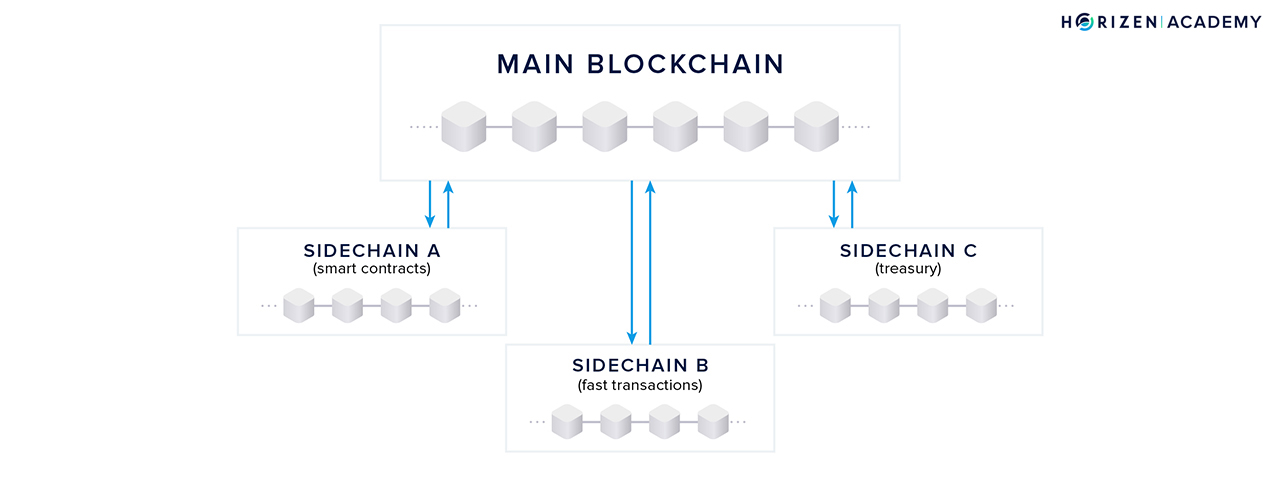 HORIZEN | ACADEMY
MAIN BLOCKCHAIN
SIDECHAIN A
(smart contracts)
SIDECHAIN C
(treasury)
SIDECHAIN B
(fast transactions)